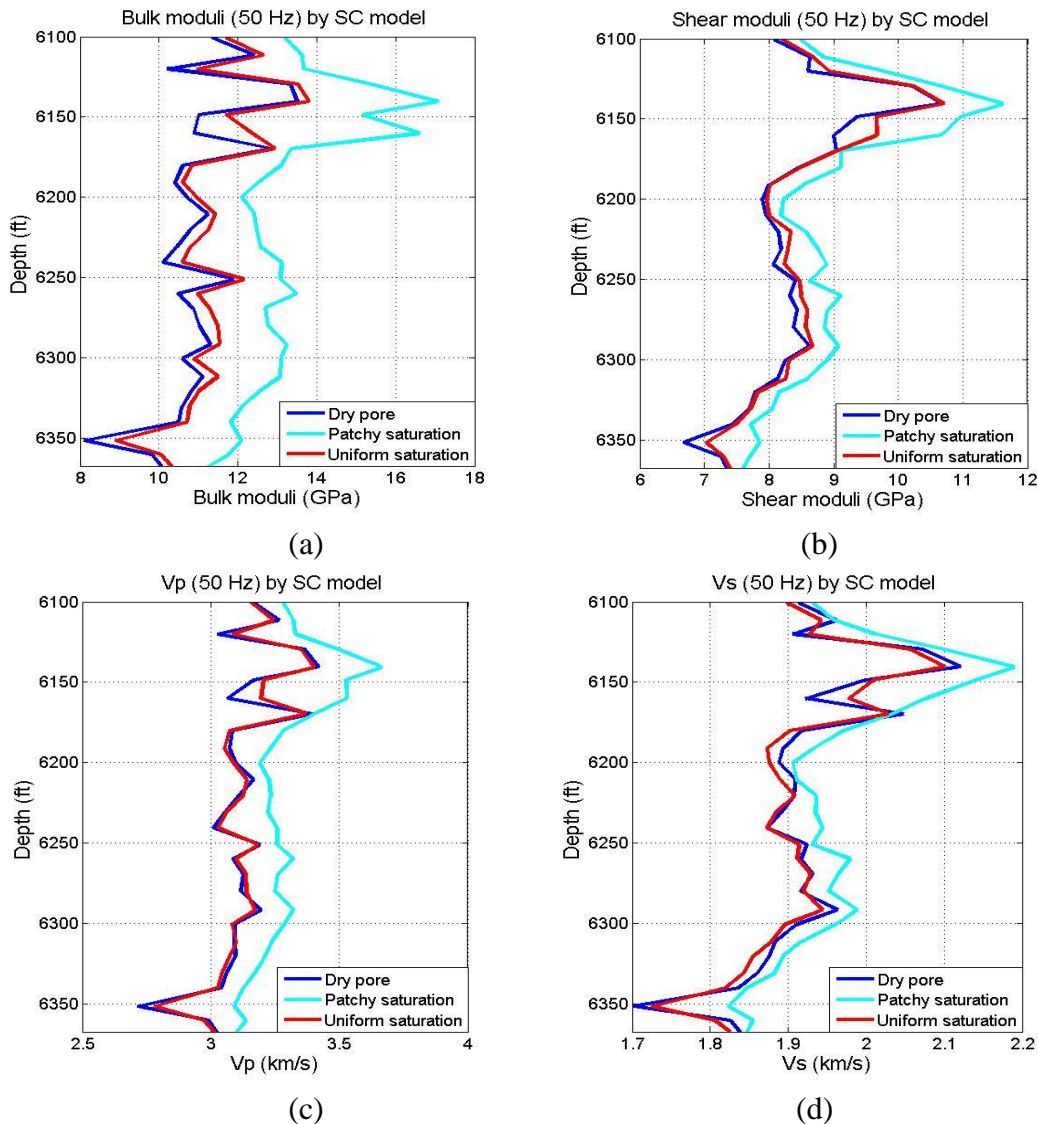 Bulk moduli (50 Hz) by SC model
6100
6150
6200
6250
6300
6350
Depth (ft)
Dry pore
Patchy saturation
Uniform saturation
8 10 12 14 16 18
Bulk moduli (GPa)
(a)
Shear moduli (50 Hz) by SC model
6100
6150
6200
6250
6300
6350
Depth (ft)
Dry pore
Patchy saturation
Uniform saturation
6 7 8 9 10 11 12
Shear moduli (GPa)
(b)
Vp (50 Hz) by SC model
6100
6150
6200
6250
6300
6350
Depth (ft)
Dry pore
Patchy saturation
Uniform saturation
2.5 3 3.5 4
Vp (km/s)
(c)
Vs (50 Hz) by SC model
6100
6150
6200
6250
6300
6350
Depth (ft)
Dry pore
Patchy saturation
Uniform saturation
1.7 1.8 1.9 2 2.1 2.2
Vs (km/s)
(d)